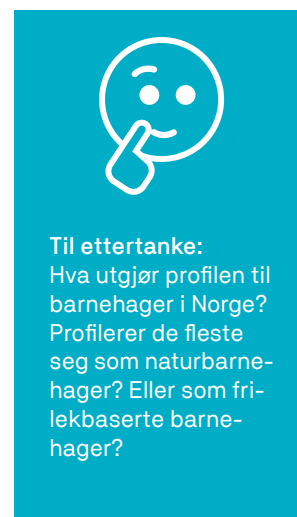 Til ettertanke:
Hva utgjør profilen til
barnehager i Norge?
Profilerer de fleste
seg som naturbarne-
hager? Eller som fri-
lekbaserte barne-
hager?